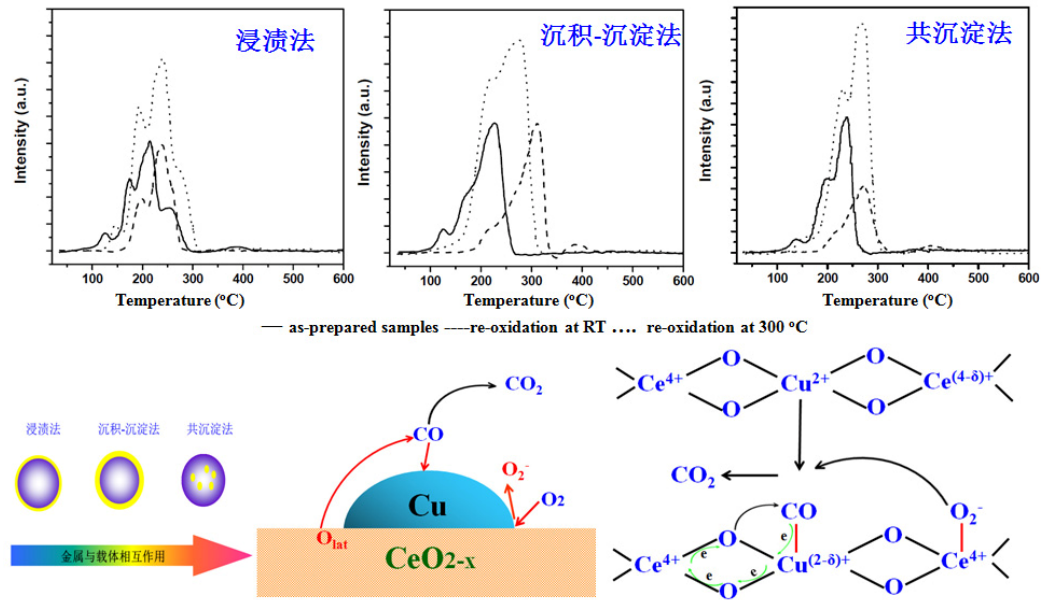 浸渍法
沉积-沉淀法
共沉淀法
Intensity (a.u.)
100 200 300 400 500 600
Temperature (°C)
Intensity (a.u.)
100 200 300 400 500 600
Temperature (°C)
Intensity (a.u)
100 200 300 400 500 600
Temperature (°C)
— as-prepared samples ----re-oxidation at RT .... re-oxidation at 300 °C
浸渍法 沉积-沉淀法 共沉淀法
金属与载体相互作用
CO2
CO
O2-
O2
Cu
Olat
CeO2-x
O O
Ce4+ Cu2+ Ce(4-δ)+
O O
CO2
CO O2-
O e O
Ce4+ e Cu(2-δ)+ Ce4+
e e
O O